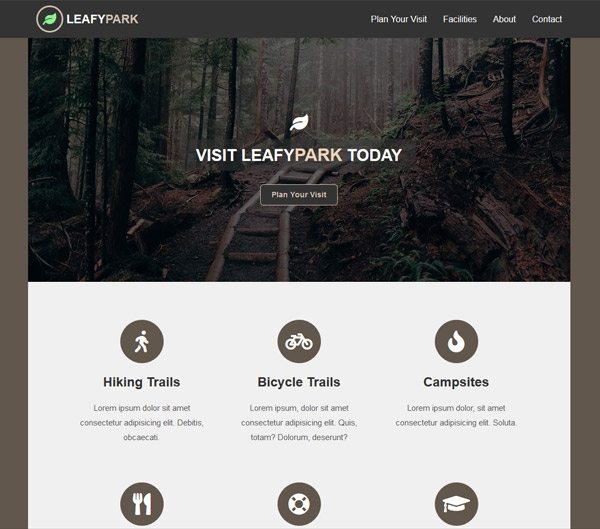 LEAFYPARK
Plan Your Visit Facilities About Contact
VISIT LEAFYPARK TODAY
Plan Your Visit
Hiking Trails
Lorem ipsum dolor sit amet
consectetur adipisicing elit. Debitis,
obcaecati.
Bicycle Trails
Lorem ipsum, dolor sit amet
consectetur adipisicing elit. Quis,
totam? Dolorum, deserunt?
Campsites
Lorem ipsum dolor, sit amet
consectetur adipisicing elit. Soluta.